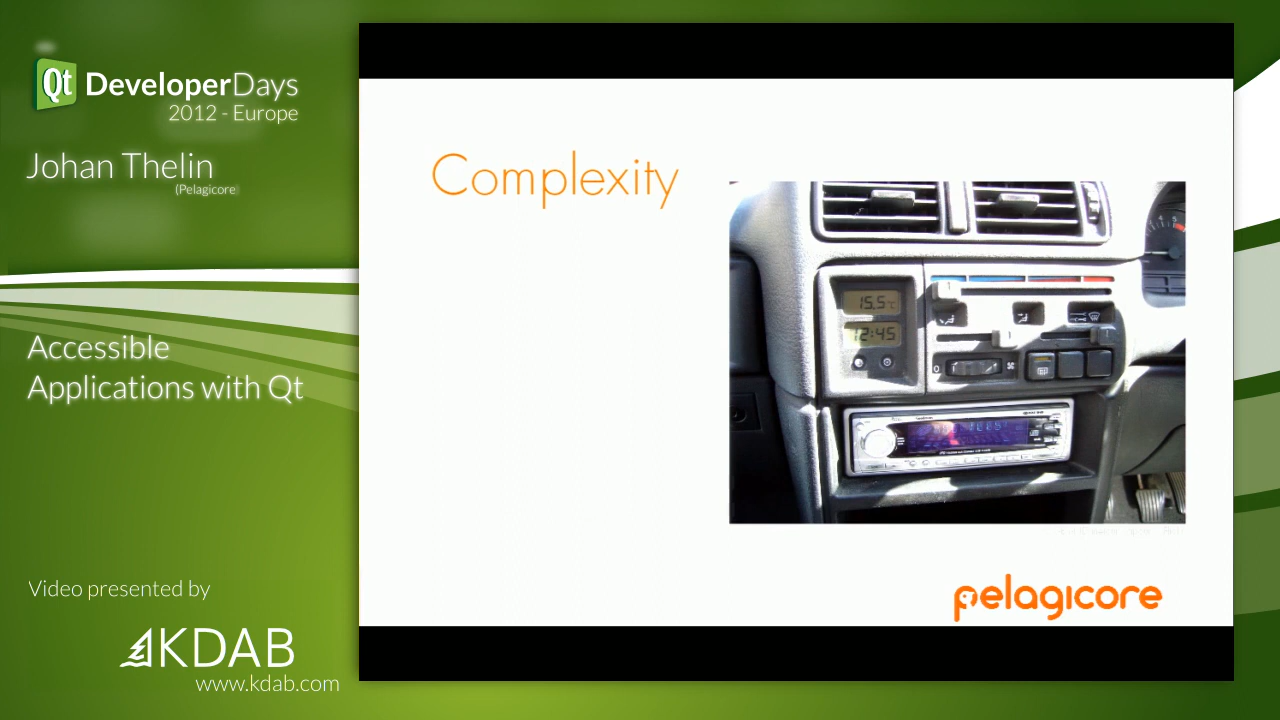 Qt DeveloperDays
2012 - Europe
Johan Thelin
(Pelagicore)
Accessible
Applications with Qt
Video presented by
KDAB
www.kdab.com
Complexity
15.5°C
12:45
pelagicore